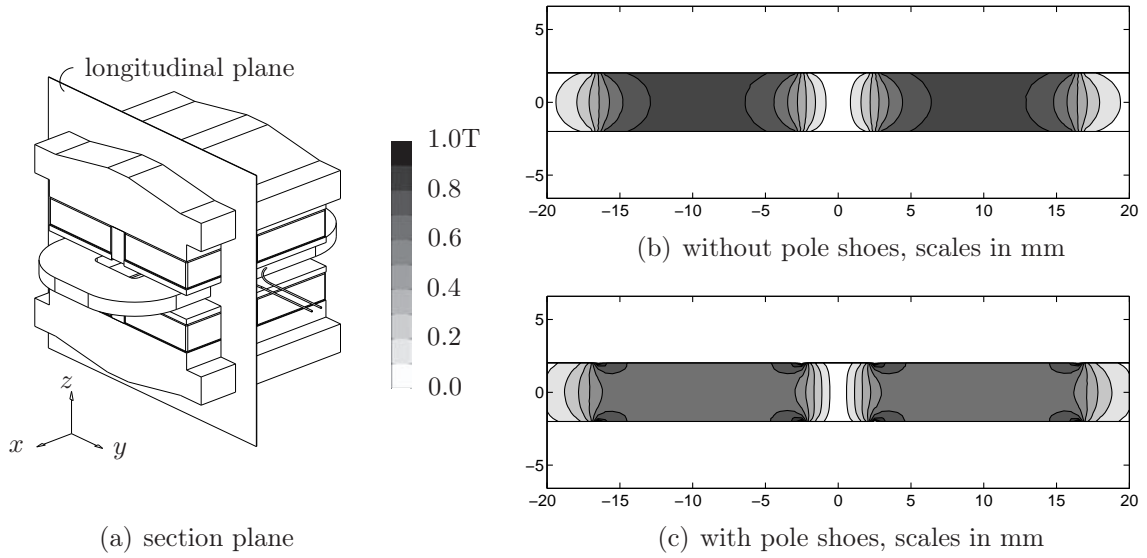 longitudinal plane
z
x
y
(a) section plane
1.0T
0.8
0.6
0.4
0.2
0.0
5
0
−5
−20 −15 −10 −5 0 5 10 15 20
(b) without pole shoes, scales in mm
5
0
−5
−20 −15 −10 −5 0 5 10 15 20
(c) with pole shoes, scales in mm